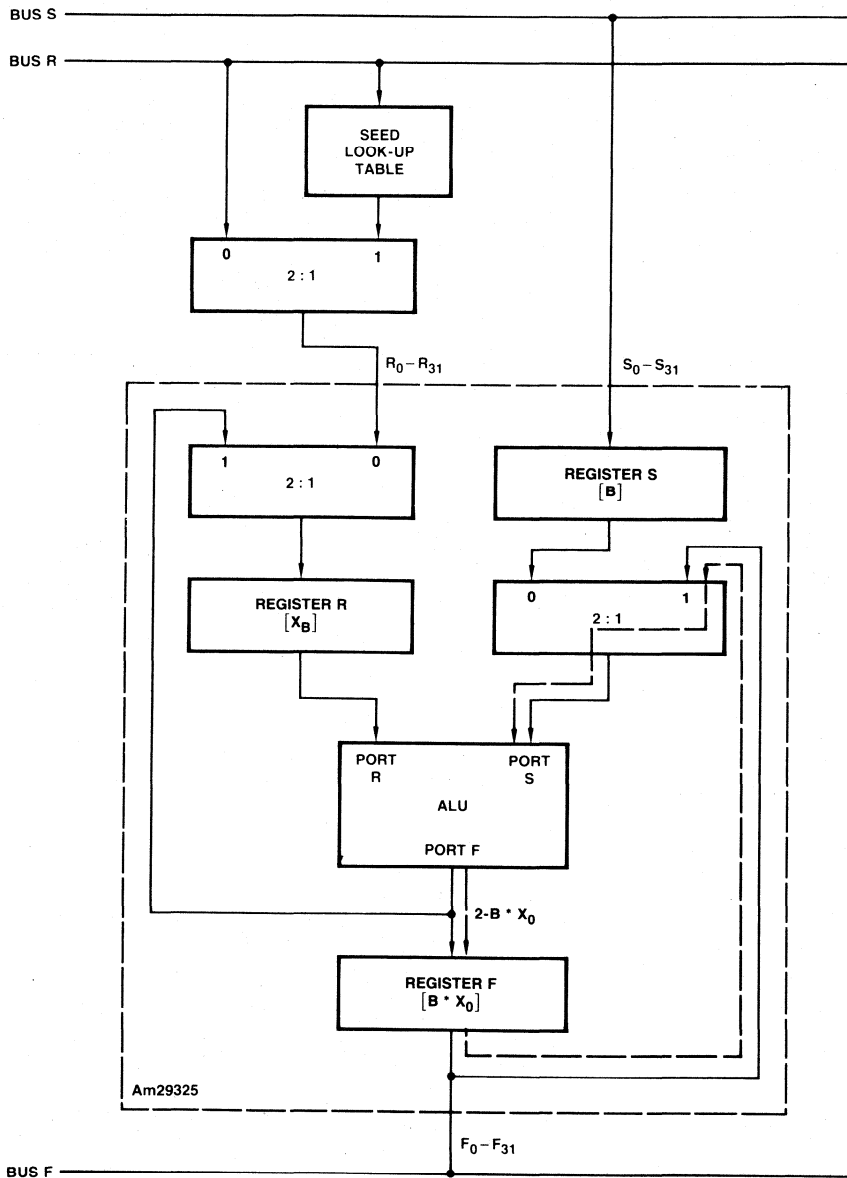 BUS S
BUS R
SEED
LOOK-UP
TABLE
0 1
2 : 1
R0–R31
S0–S31
1 0
2 : 1
REGISTER S
[B]
REGISTER R
[XB]
0 1
2 : 1
PORT
R
PORT
S
ALU
PORT F
2-B * X0
REGISTER F
[B * X0]
Am29325
F0–F31
BUS F